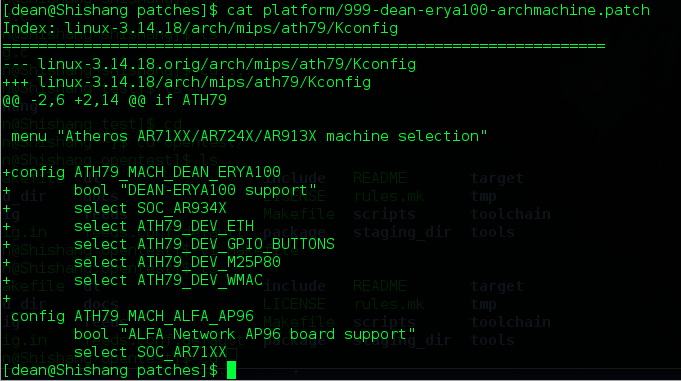 [dean@Shishang patches]$ cat platform/999-dean-erya100-archmachine.patch
Index: linux-3.14.18/arch/mips/ath79/Kconfig
===================================================================
--- linux-3.14.18.orig/arch/mips/ath79/Kconfig
+++ linux-3.14.18/arch/mips/ath79/Kconfig
@@ -2,6 +2,14 @@ if ATH79

 menu "Atheros AR71XX/AR724X/AR913X machine selection"

+config ATH79_MACH_DEAN_ERYA100
+       bool "DEAN-ERYA100 support"
+       select SOC_AR934X
+       select ATH79_DEV_ETH
+       select ATH79_DEV_GPIO_BUTTONS
+       select ATH79_DEV_M25P80
+       select ATH79_DEV_WMAC
+
 config ATH79_MACH_ALFA_AP96
        bool "ALFA Network AP96 board support"
        select SOC_AR71XX
[dean@Shishang patches]$